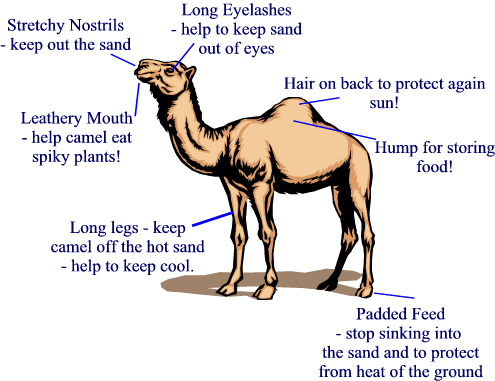 Long Eyelashes
- help to keep sand
out of eyes
Stretchy Nostrils
- keep out the sand
Hair on back to protect again
sun!
Leathery Mouth
- help camel eat
spiky plants!
Hump for storing
food!
Long legs - keep
camel off the hot sand
- help to keep cool.
Padded Feed
- stop sinking into
the sand and to protect
from heat of the ground